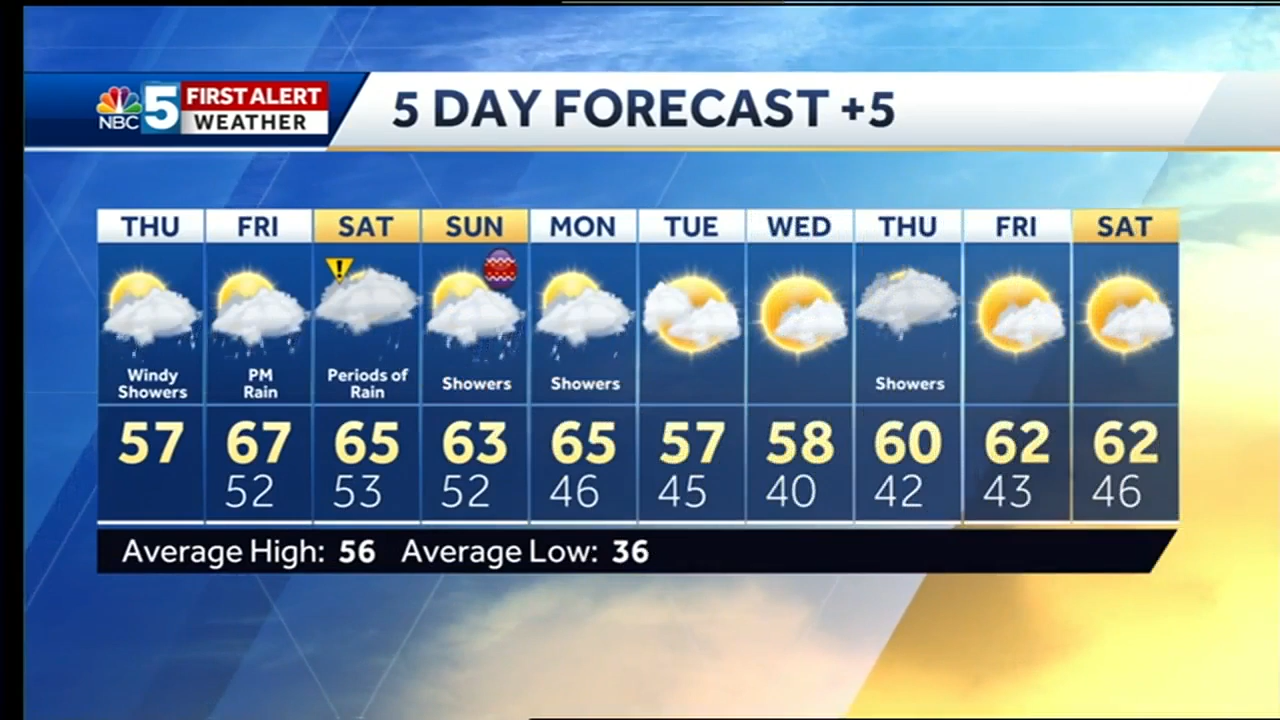 NBC 5 FIRST ALERT WEATHER
5 DAY FORECAST +5
THU FRI SAT SUN MON TUE WED THU FRI SAT
!
Windy Showers
PM Rain
Periods of Rain
Showers
Showers
Showers
57 67 65 63 65 57 58 60 62 62
52 53 52 46 45 40 42 43 46
Average High: 56 Average Low: 36